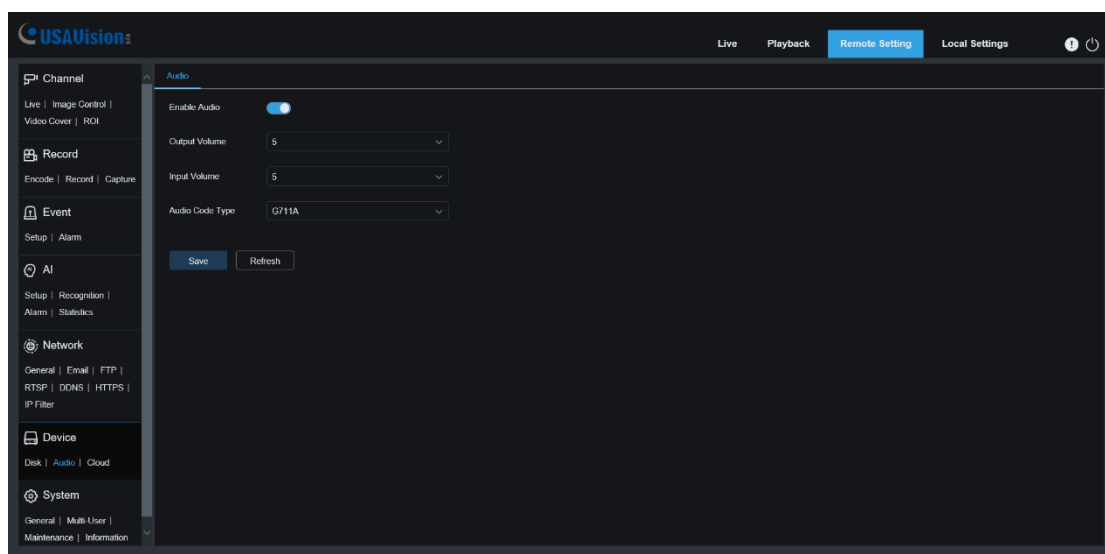 USAVision
Live
Playback
Remote Setting
Local Settings
Channel
Live | Image Control |
Video Cover | ROI
Record
Encode | Record | Capture
Event
Setup | Alarm
AI
Setup | Recognition |
Alarm | Statistics
Network
General | Email | FTP |
RTSP | DDNS | HTTPS |
IP Filter
Device
Disk | Audio | Cloud
System
General | Multi-User |
Maintenance | Information
Audio
Enable Audio
Output Volume 5
Input Volume 5
Audio Code Type G711A
Save Refresh